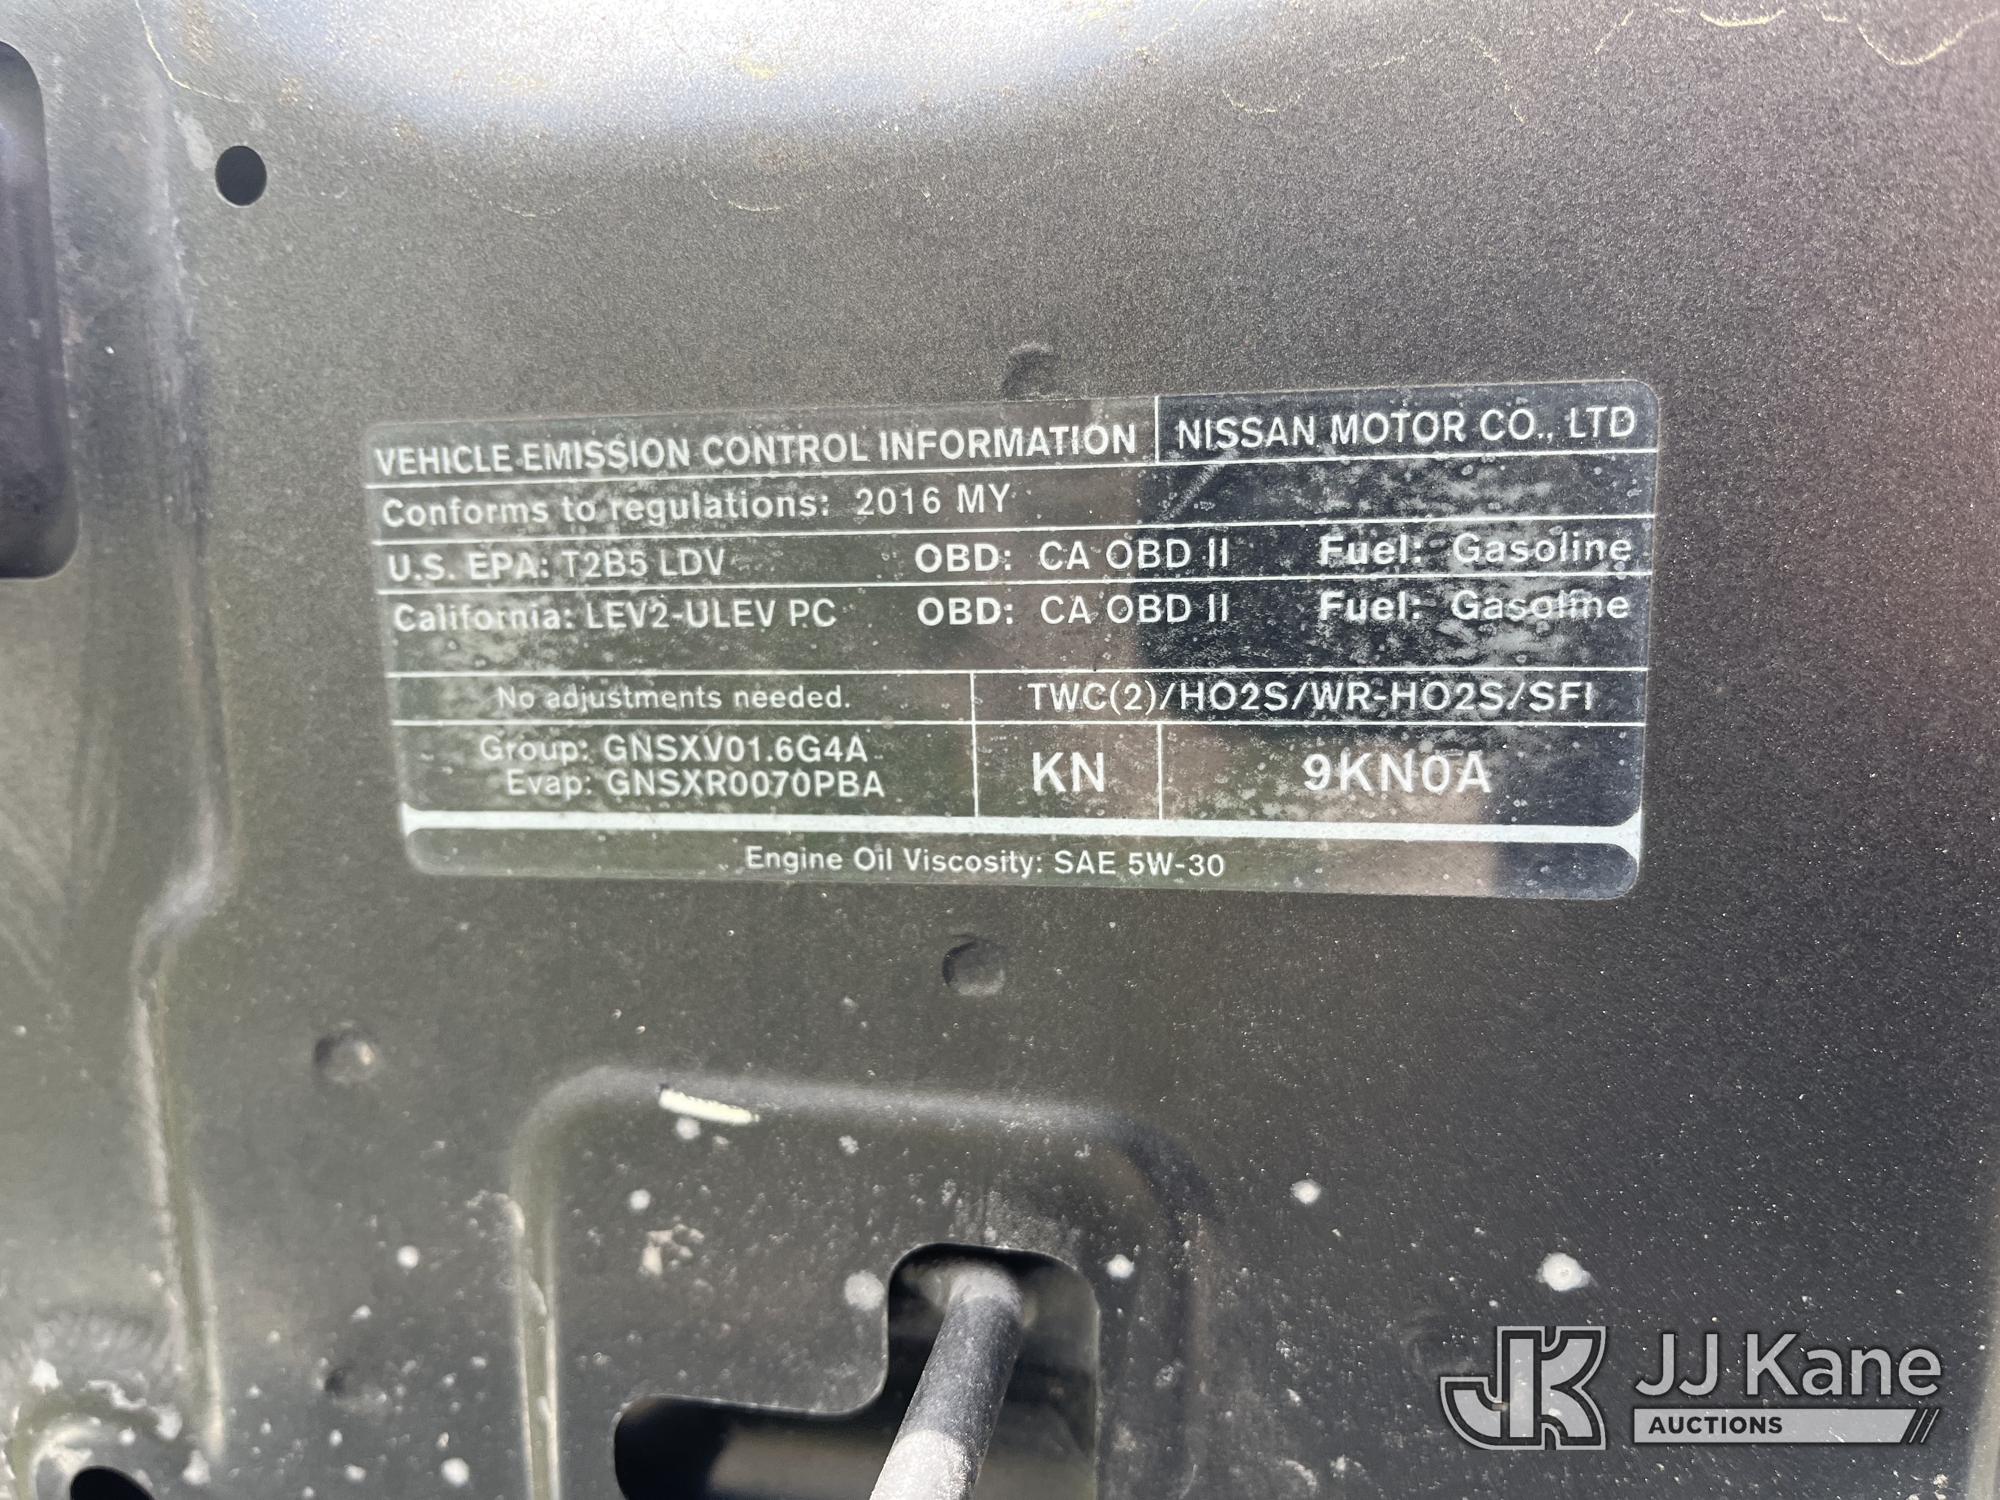 VEHICLE EMISSION CONTROL INFORMATION NISSAN MOTOR CO., LTD
Conforms to regulations: 2016 MY
U.S. EPA: T2B5 LDV OBD: CA OBD II Fuel: Gasoline
California: LEV2-ULEV PC OBD: CA OBD II Fuel: Gasoline
No adjustments needed. TWC(2)/HO2S/WR-HO2S/SFI
Group: GNSXV01.6G4A
Evap: GNSXR0070PBA
KN 9KN0A
Engine Oil Viscosity: SAE 5W-30
JK JJ Kane
AUCTIONS